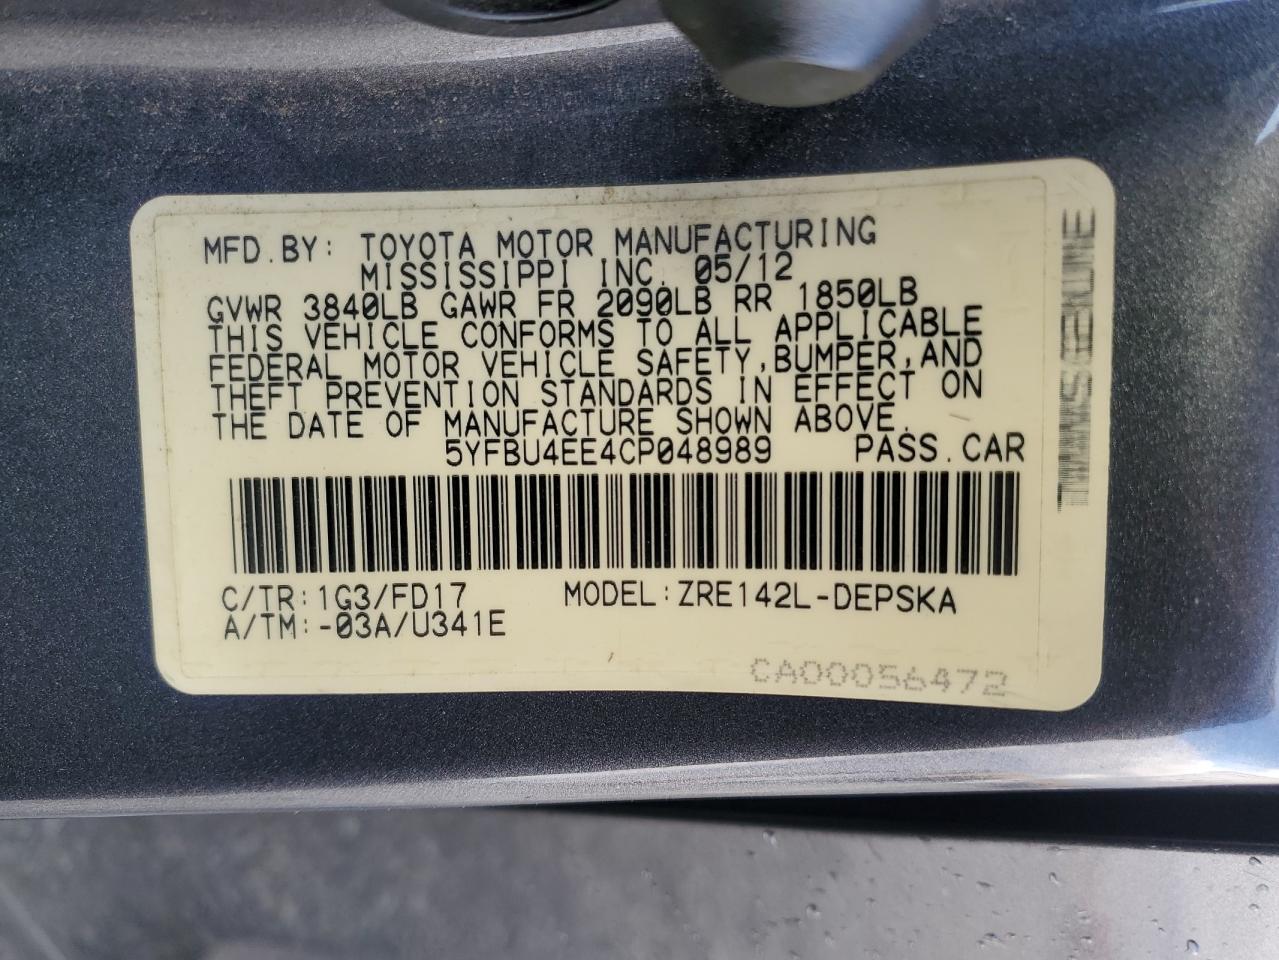 MFD.BY: TOYOTA MOTOR MANUFACTURING
MISSISSIPPI INC. 05/12
GVWR 3840LB GAWR FR 2090LB RR 1850LB
THIS VEHICLE CONFORMS TO ALL APPLICABLE
FEDERAL MOTOR VEHICLE SAFETY,BUMPER,AND
THEFT PREVENTION STANDARDS IN EFFECT ON
THE DATE OF MANUFACTURE SHOWN ABOVE.
5YFBU4EE4CP048989 PASS.CAR
C/TR:1G3/FD17 MODEL:ZRE142L-DEPSKA
A/TM:-03A/U341E
CA00056472